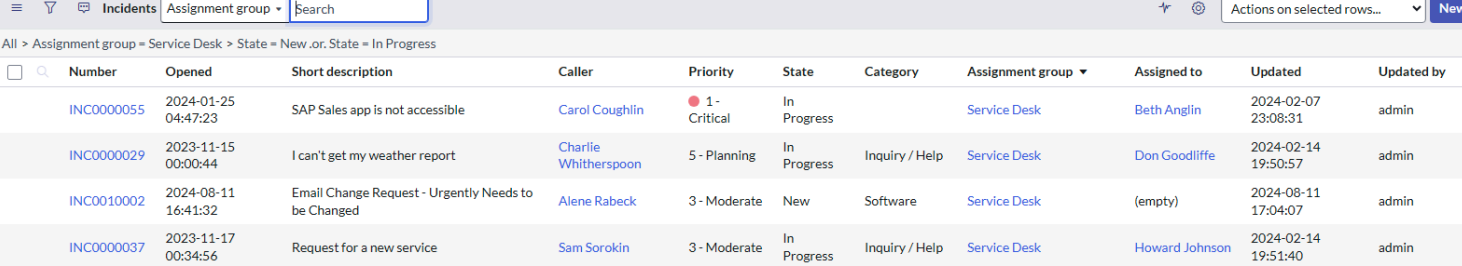 Incidents Assignment group Search Actions on selected rows... New
All > Assignment group = Service Desk > State = New .or. State = In Progress
Number Opened Short description Caller Priority State Category Assignment group Assigned to Updated Updated by
INC0000055 2024-01-25 04:47:23 SAP Sales app is not accessible Carol Coughlin 1 - Critical In Progress Service Desk Beth Anglin 2024-02-07 23:08:31 admin
INC0000029 2023-11-15 00:00:44 I can't get my weather report Charlie Whitherspoon 5 - Planning In Progress Inquiry / Help Service Desk Don Goodliffe 2024-02-14 19:50:57 admin
INC0010002 2024-08-11 16:41:32 Email Change Request - Urgently Needs to be Changed Alene Rabeck 3 - Moderate New Software Service Desk (empty) 2024-08-11 17:04:07 admin
INC0000037 2023-11-17 00:34:56 Request for a new service Sam Sorokin 3 - Moderate In Progress Inquiry / Help Service Desk Howard Johnson 2024-02-14 19:51:40 admin